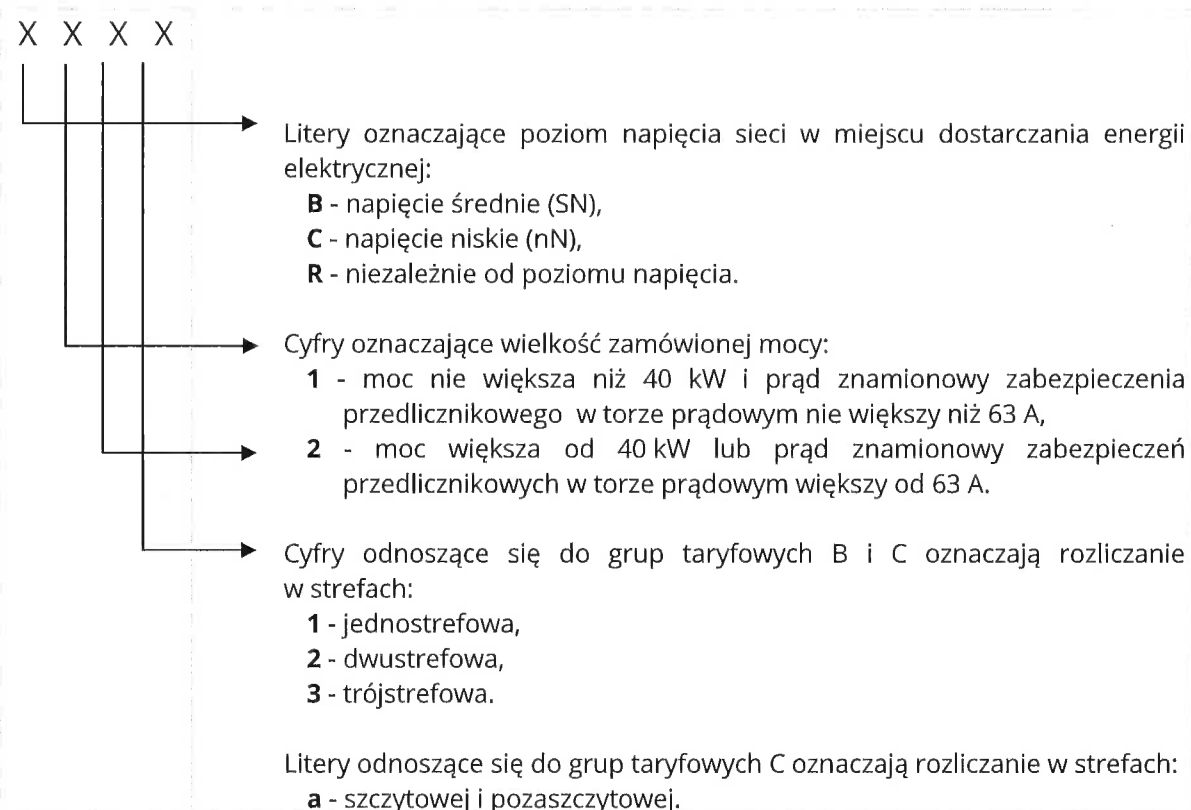 X X X X
Litery oznaczające poziom napięcia sieci w miejscu dostarczania energii
elektrycznej:
B - napięcie średnie (SN),
C - napięcie niskie (nN),
R - niezależnie od poziomu napięcia.
Cyfry oznaczające wielkość zamówionej mocy:
1 - moc nie większa niż 40 kW i prąd znamionowy zabezpieczenia
przedlicznikowego w torze prądowym nie większy niż 63 A,
2 - moc większa od 40 kW lub prąd znamionowy zabezpieczeń
przedlicznikowych w torze prądowym większy od 63 A.
Cyfry odnoszące się do grup taryfowych B i C oznaczają rozliczanie
w strefach:
1 - jednostrefowa,
2 - dwustrefowa,
3 - trójstrefowa.
Litery odnoszące się do grup taryfowych C oznaczają rozliczanie w strefach:
a - szczytowej i pozaszczytowej.